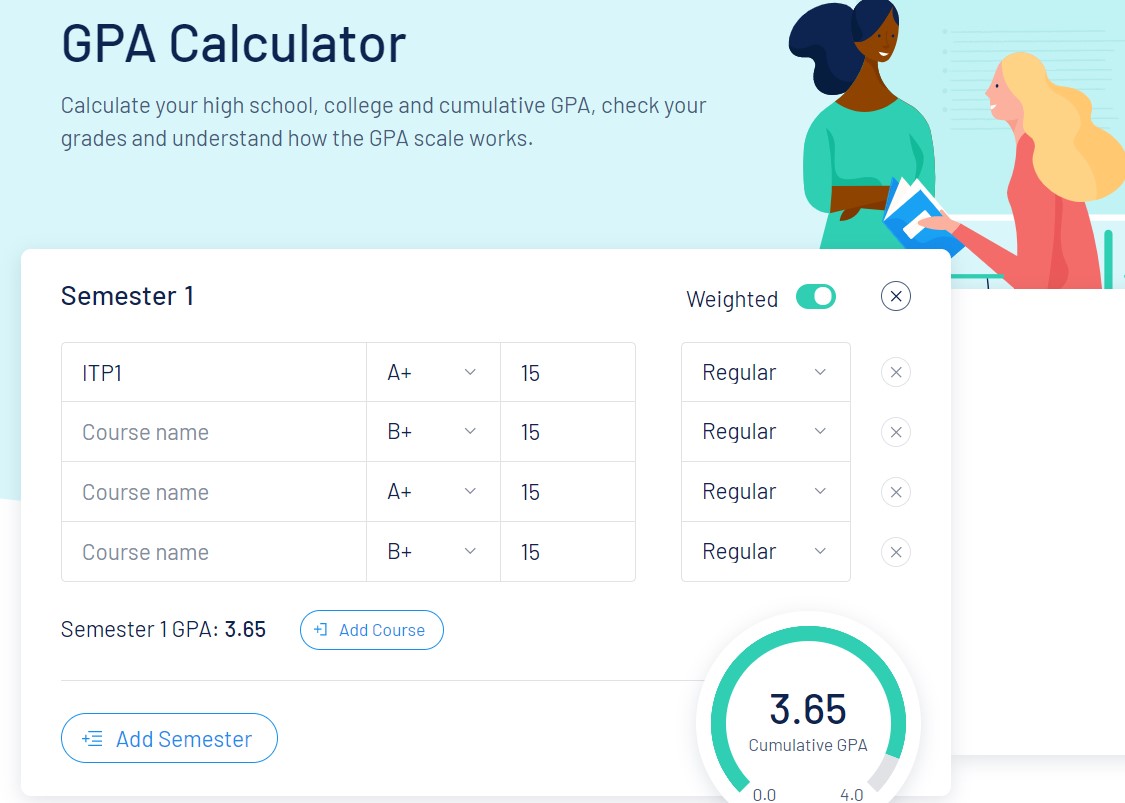 GPA Calculator
Calculate your high school, college and cumulative GPA, check your
grades and understand how the GPA scale works.
Semester 1 Weighted
ITP1 A+ 15 Regular
Course name B+ 15 Regular
Course name A+ 15 Regular
Course name B+ 15 Regular
Semester 1 GPA: 3.65 Add Course
3.65
Cumulative GPA
Add Semester
0.0 4.0